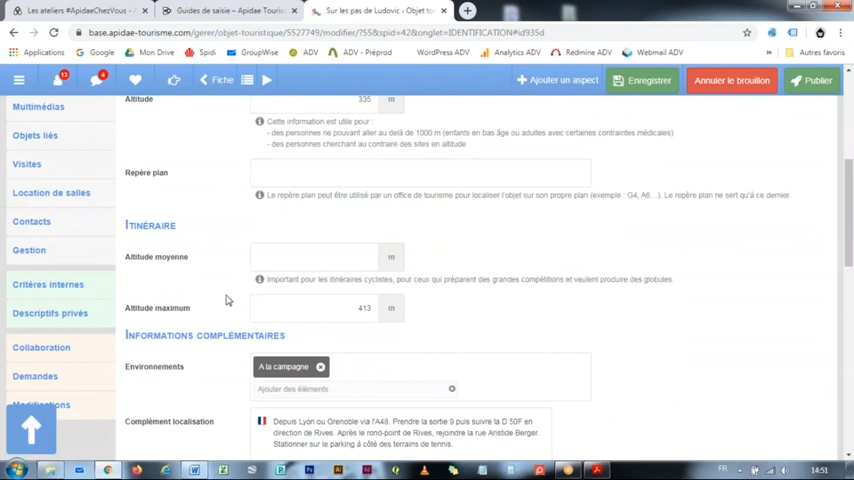 Les ateliers #ApidaeChezVous - A
Guides de saisie – Apidae Touris
Sur les pas de Ludovic › Objet to
base.apidae-tourisme.com/gerer/objet-touristique/5527749/modifier/?55&spid=42&onglet=IDENTIFICATION#id935d
Applications
Google
Mon Drive
Spidi
GroupWise
ADV
ADV - Préprod
WordPress ADV
Analytics ADV
Redmine ADV
Webmail ADV
Autres favoris
13
4
Fiche
Ajouter un aspect
Enregistrer
Annuler le brouillon
Publier
Multimédias
Objets liés
Visites
Location de salles
Contacts
Gestion
Critères internes
Descriptifs privés
Collaboration
Demandes
Modifications
Altitude
335 m
Cette information est utile pour :
- des personnes ne pouvant aller au delà de 1000 m (enfants en bas âge ou adultes avec certaines contraintes médicales)
- des personnes cherchant au contraire des sites en altitude
Repère plan
Le repère plan peut être utilisé par un office de tourisme pour localiser l'objet sur son propre plan (exemple : G4, A6…). Le repère plan ne sert qu'à ce dernier.
ITINÉRAIRE
Altitude moyenne
m
Important pour les itinéraires cyclistes, pour ceux qui préparent des grandes compétitions et veulent produire des globules.
Altitude maximum
413 m
INFORMATIONS COMPLÉMENTAIRES
Environnements
A la campagne
Ajouter des éléments
Complément localisation
Depuis Lyon ou Grenoble via l'A48. Prendre la sortie 9 puis suivre la D 50F en
direction de Rives. Après le rond-point de Rives, rejoindre la rue Aristide Berger.
Stationner sur le parking à côté des terrains de tennis.
FR
14:51